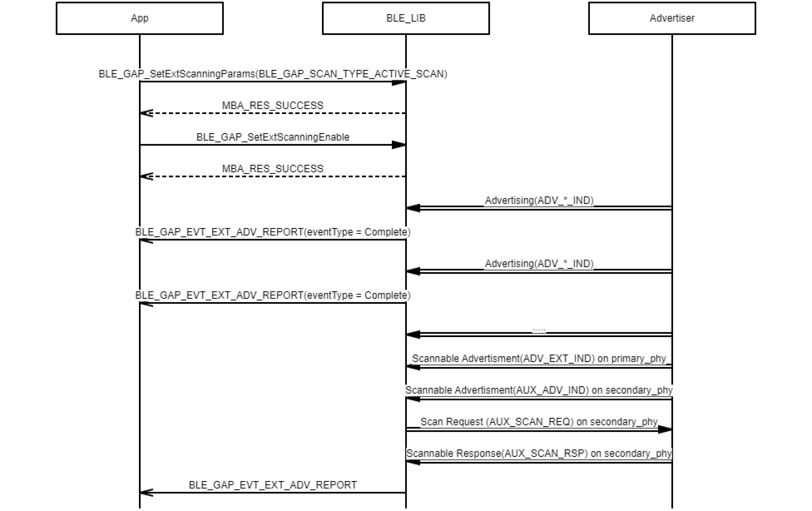 App
BLE_LIB
Advertiser
BLE_GAP_SetExtScanningParams(BLE_GAP_SCAN_TYPE_ACTIVE_SCAN)
MBA_RES_SUCCESS
BLE_GAP_SetExtScanningEnable
MBA_RES_SUCCESS
Advertising(ADV_*_IND)
BLE_GAP_EVT_EXT_ADV_REPORT(eventType = Complete)
Advertising(ADV_*_IND)
BLE_GAP_EVT_EXT_ADV_REPORT(eventType = Complete)
.....
Scannable Advertisment(ADV_EXT_IND) on primary_phy
Scannable Advertisment(AUX_ADV_IND) on secondary_phy
Scan Request (AUX_SCAN_REQ) on secondary_phy
Scannable Response(AUX_SCAN_RSP) on secondary_phy
BLE_GAP_EVT_EXT_ADV_REPORT